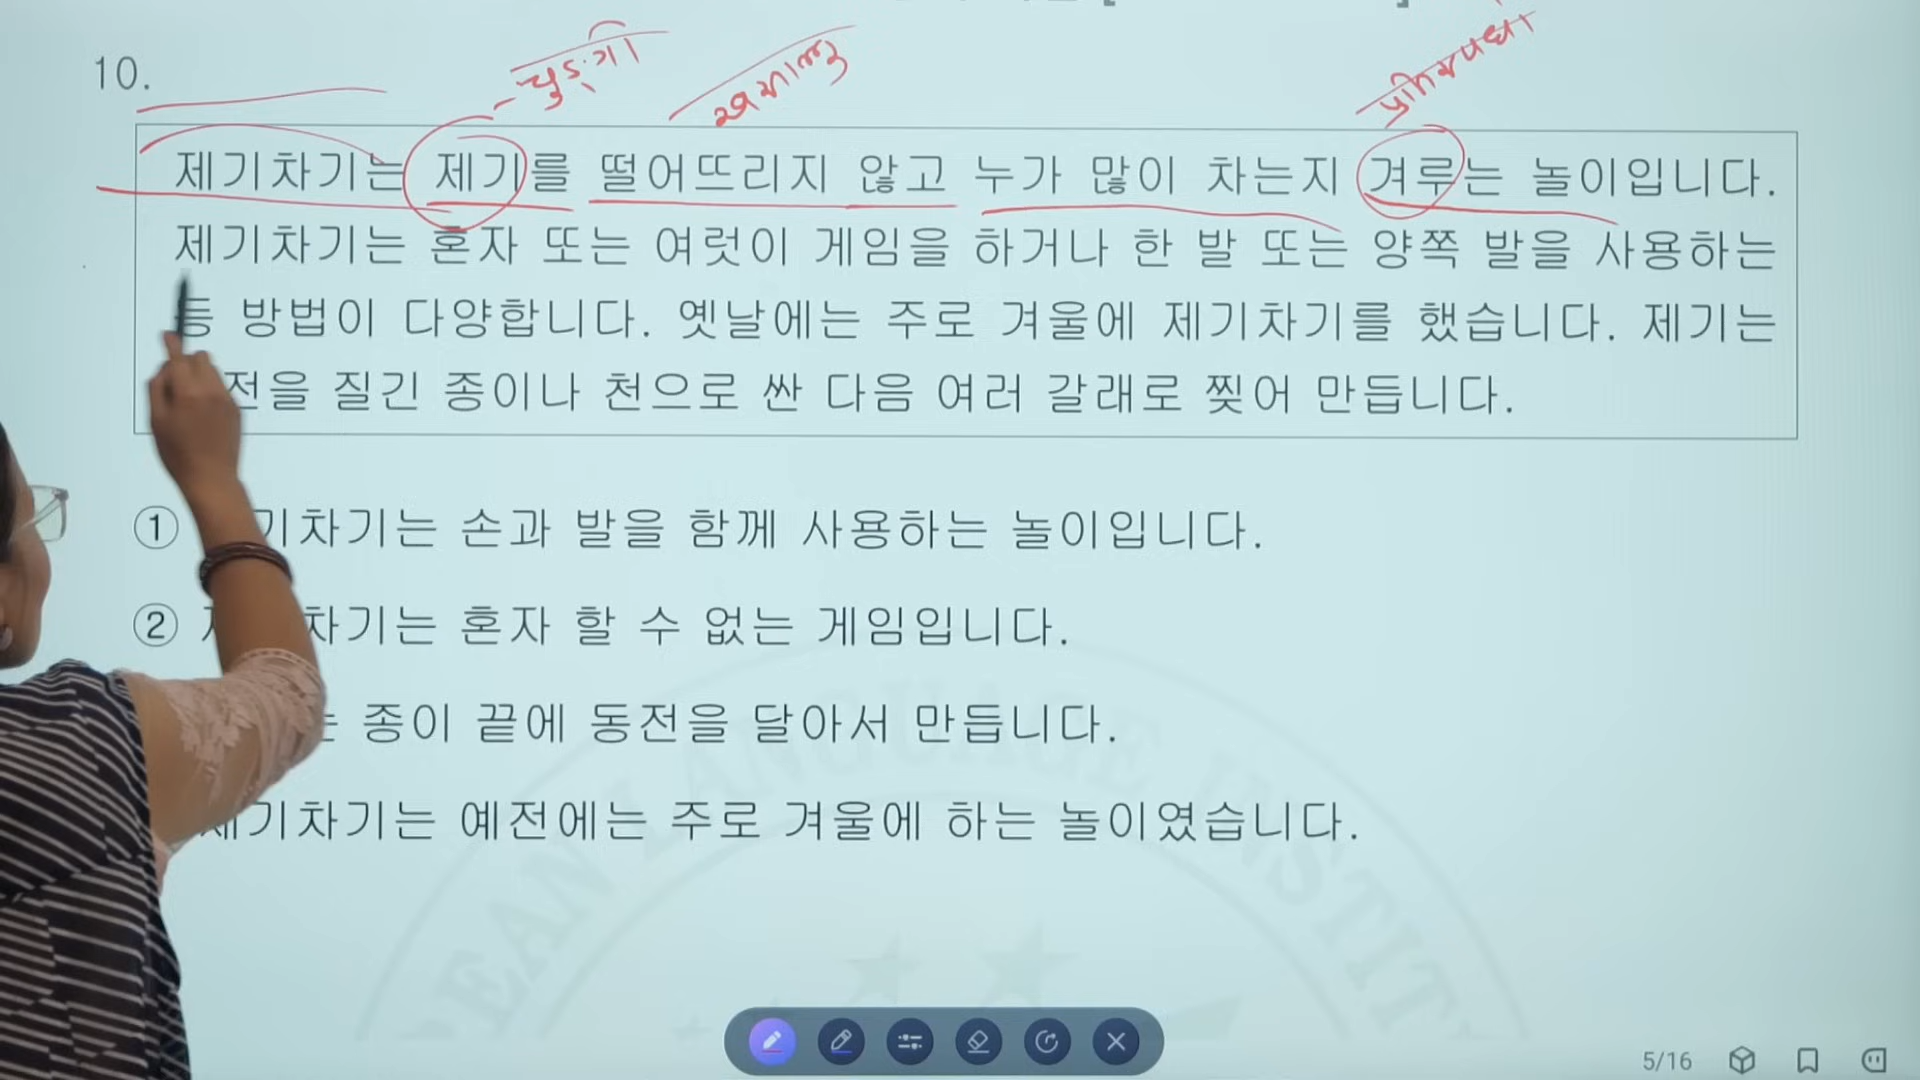 10.
चुङ्गी
खसाल्नु
प्रतिस्पर्धा
제기차기는 제기를 떨어뜨리지 않고 누가 많이 차는지 겨루는 놀이입니다.
제기차기는 혼자 또는 여럿이 게임을 하거나 한 발 또는 양쪽 발을 사용하는
등 방법이 다양합니다. 옛날에는 주로 겨울에 제기차기를 했습니다. 제기는
전을 질긴 종이나 천으로 싼 다음 여러 갈래로 찢어 만듭니다.
① 기차기는 손과 발을 함께 사용하는 놀이입니다.
② 차기는 혼자 할 수 없는 게임입니다.
는 종이 끝에 동전을 달아서 만듭니다.
제기차기는 예전에는 주로 겨울에 하는 놀이였습니다.
EAN LANGUAGE INSTIT
5/16